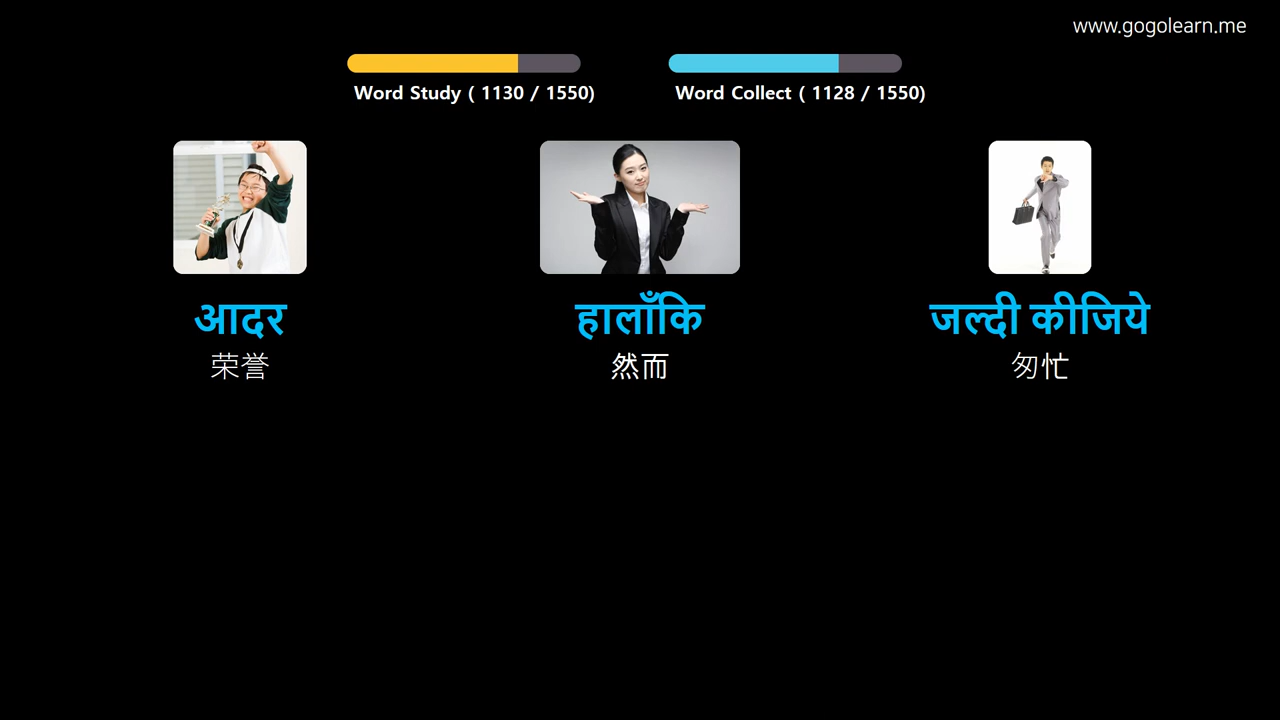 www.gogolearn.me
Word Study ( 1130 / 1550)
Word Collect ( 1128 / 1550)
आदर
हालाँकि
जल्दी कीजिये
荣誉
然而
匆忙